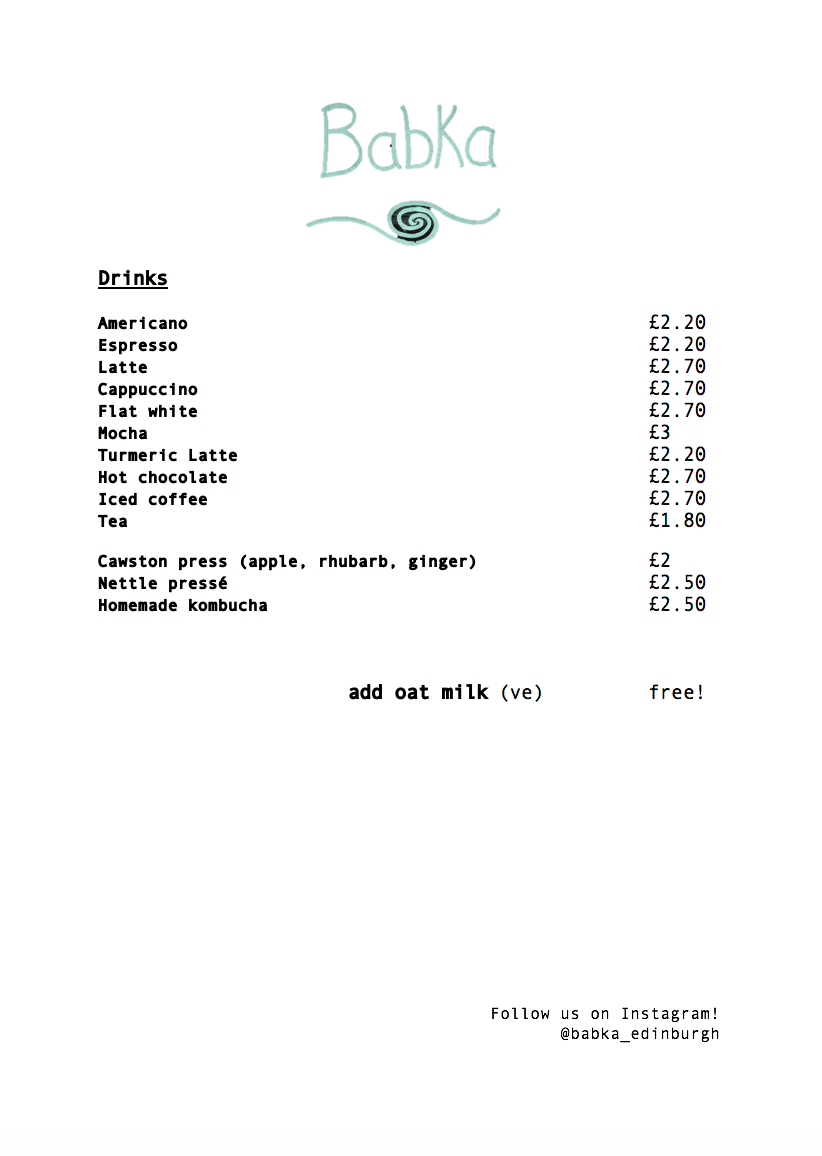 BabKa
Drinks
Americano £2.20
Espresso £2.20
Latte £2.70
Cappuccino £2.70
Flat white £2.70
Mocha £3
Turmeric Latte £2.20
Hot chocolate £2.70
Iced coffee £2.70
Tea £1.80
Cawston press (apple, rhubarb, ginger) £2
Nettle pressé £2.50
Homemade kombucha £2.50
add oat milk (ve) free!
Follow us on Instagram!
@babka_edinburgh